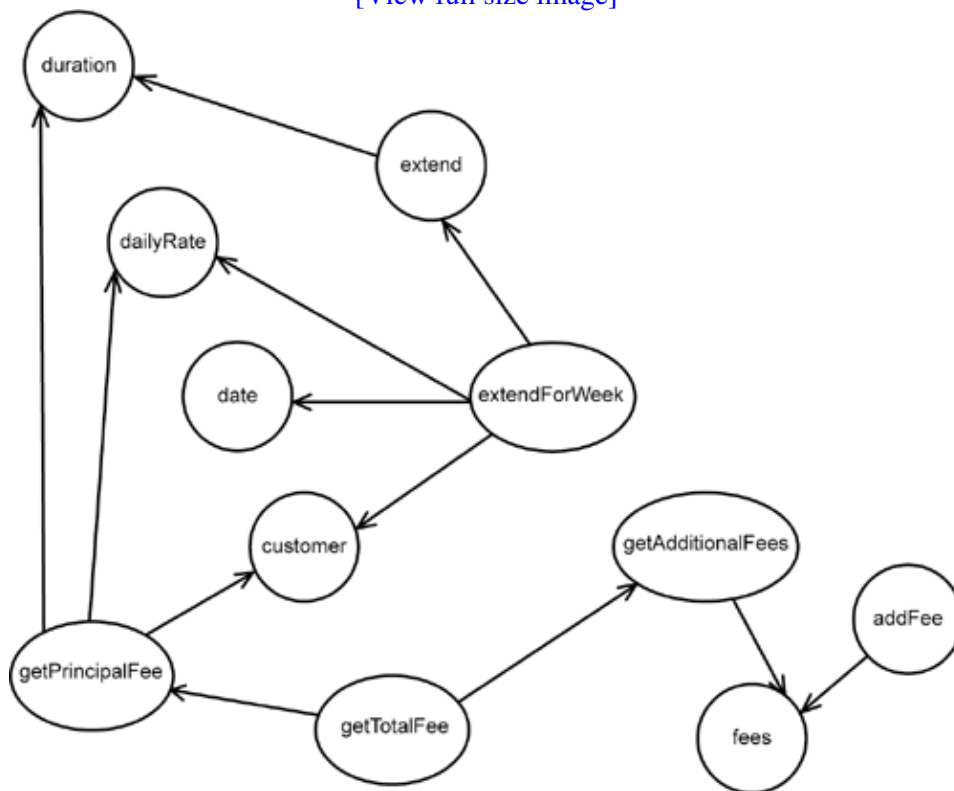 [View full size image]
duration
extend
dailyRate
date
extendForWeek
customer
getAdditionalFees
addFee
getPrincipalFee
getTotalFee
fees